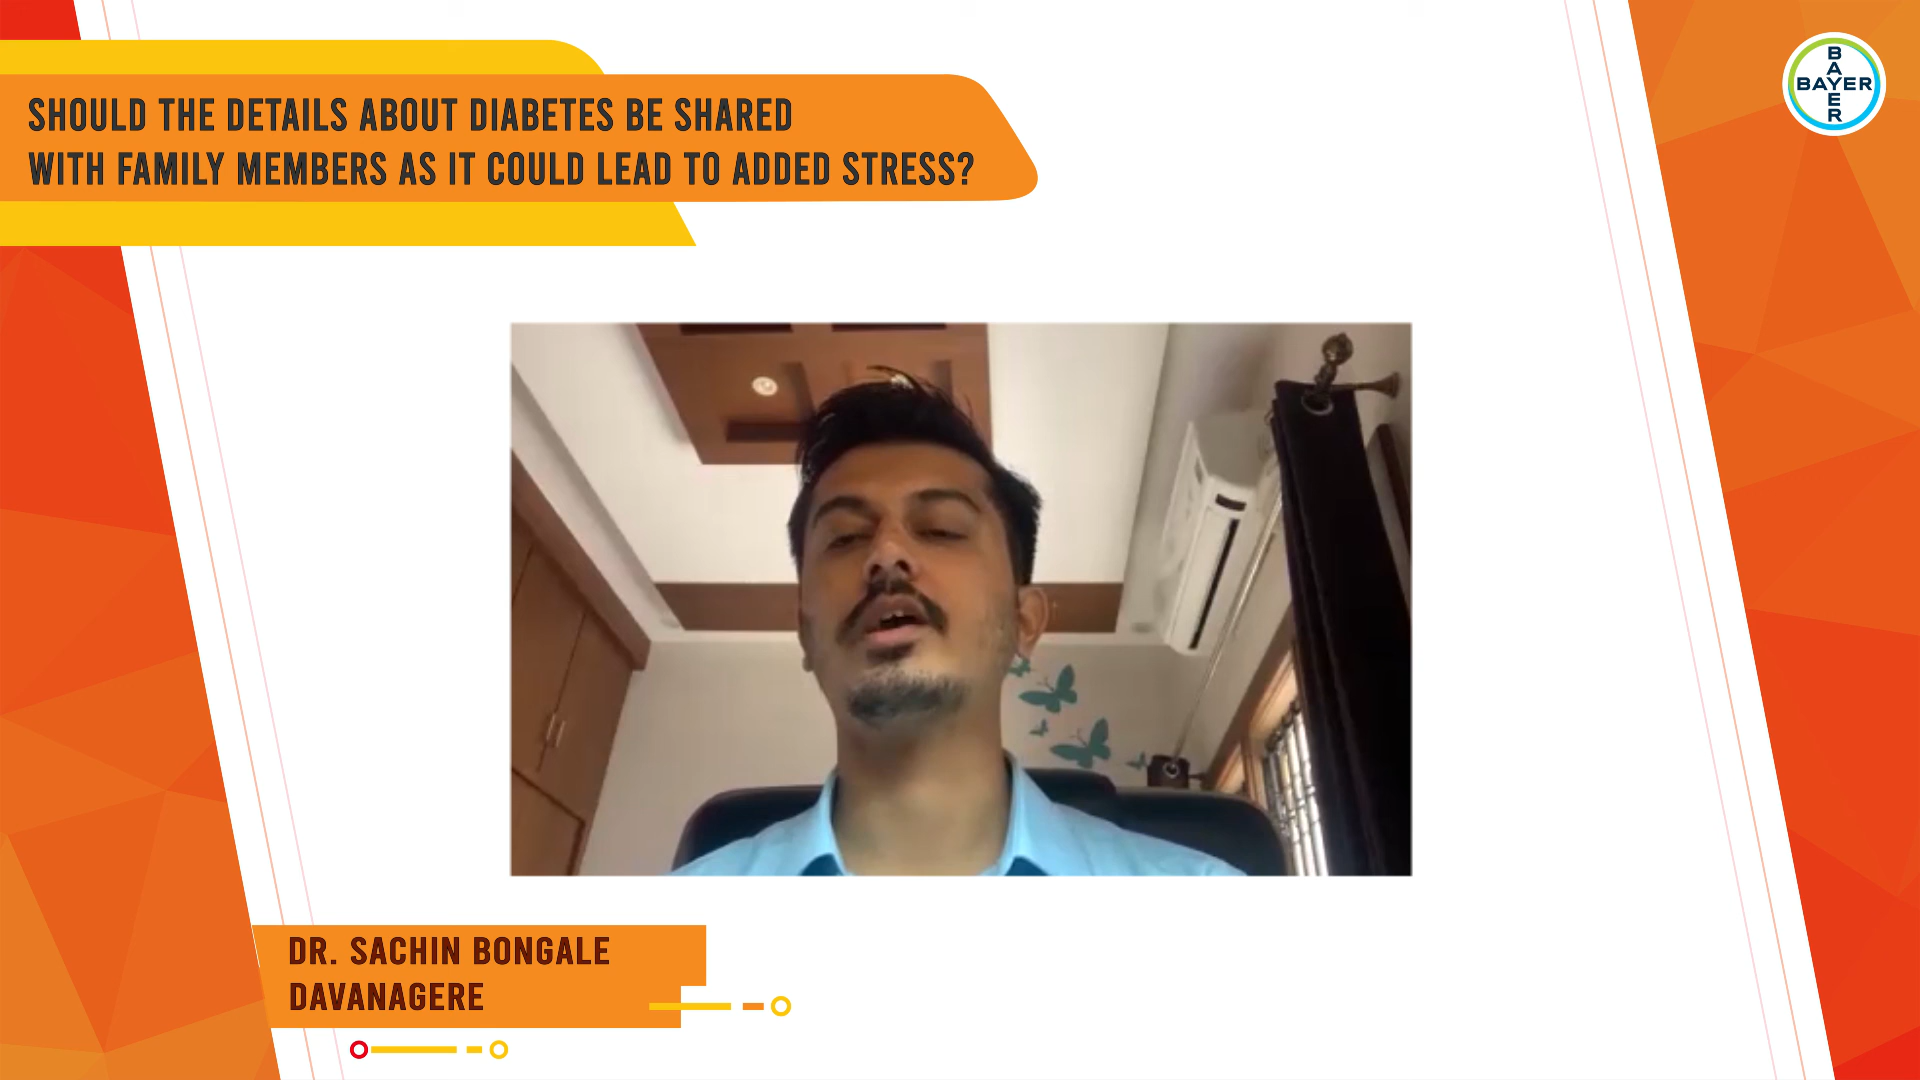 SHOULD THE DETAILS ABOUT DIABETES BE SHARED
WITH FAMILY MEMBERS AS IT COULD LEAD TO ADDED STRESS?
BAYER
BAYER
DR. SACHIN BONGALE
DAVANAGERE